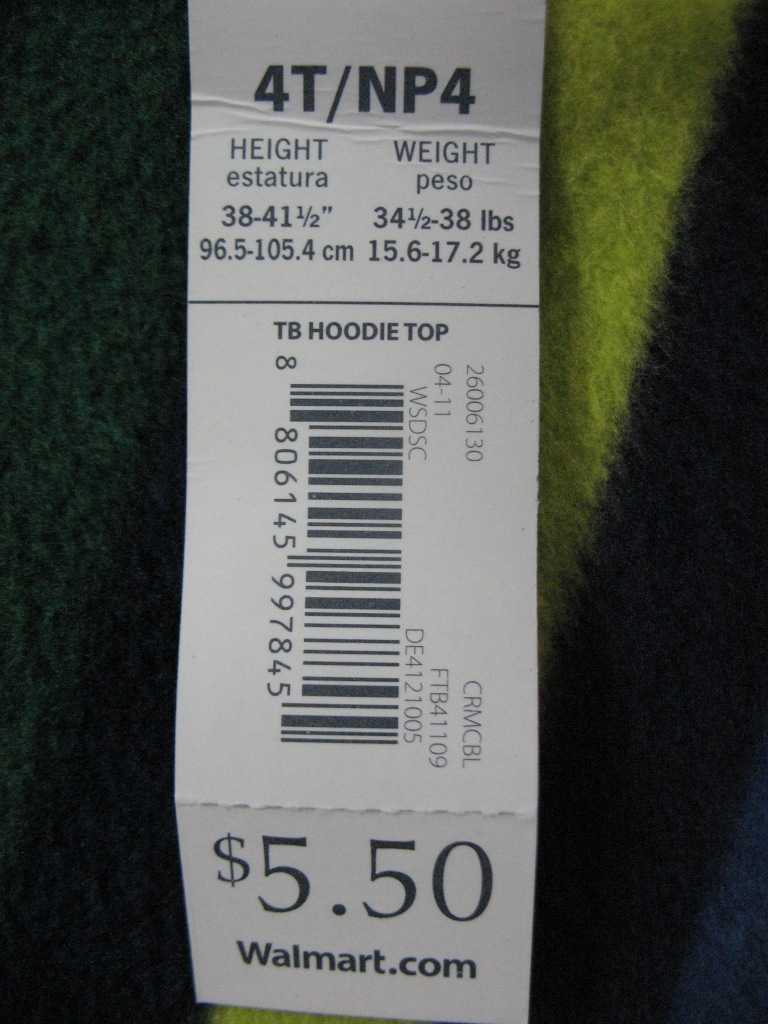 4T/NP4
HEIGHT WEIGHT
estatura peso
38-41½" 34½-38 lbs
96.5-105.4 cm 15.6-17.2 kg
TB HOODIE TOP
26006130 CRMCBL
04-11 FTB41109
WSDSC DE4121005
8 806145 997845
$5.50
Walmart.com